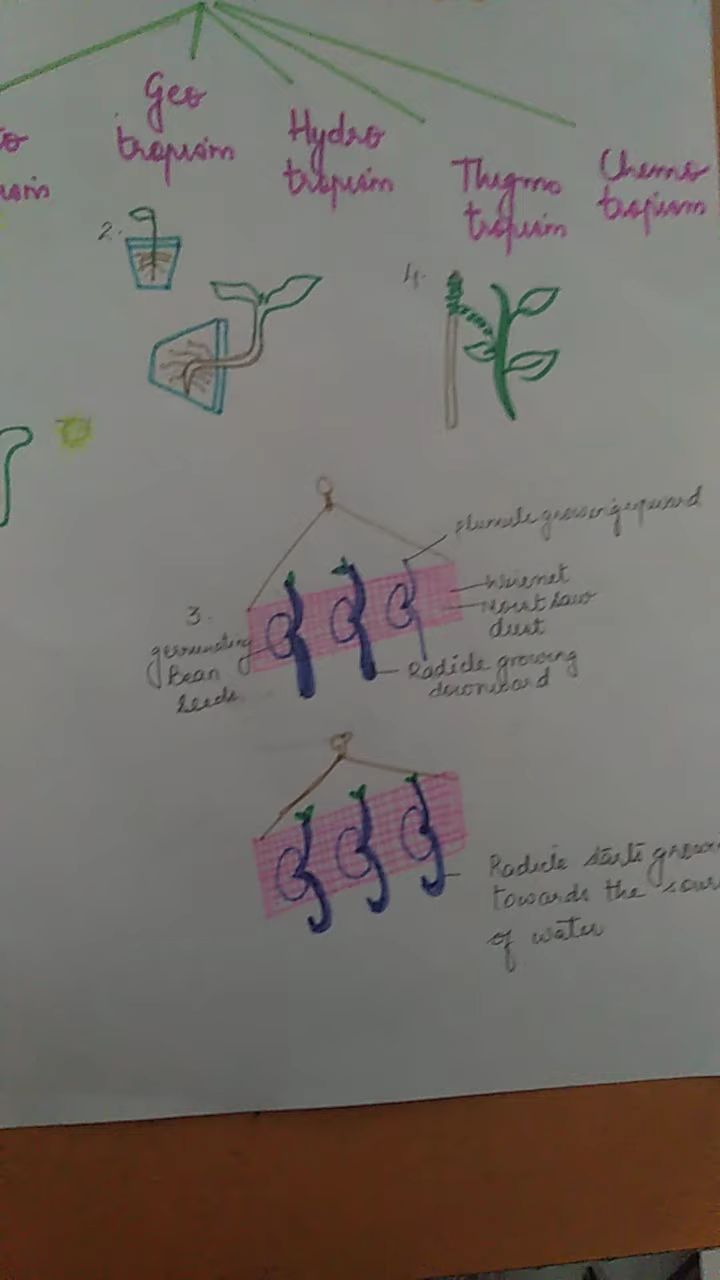 Geo
tropism
Hydro
tropism
Thigmo
tropism
Chemo
tropism
2.
4.
plumule growing upward
wirenet
Moist saw
dust
3.
germinating
Bean
seeds
Radicle growing
downward
Radicle starts grow
towards the sour
of water